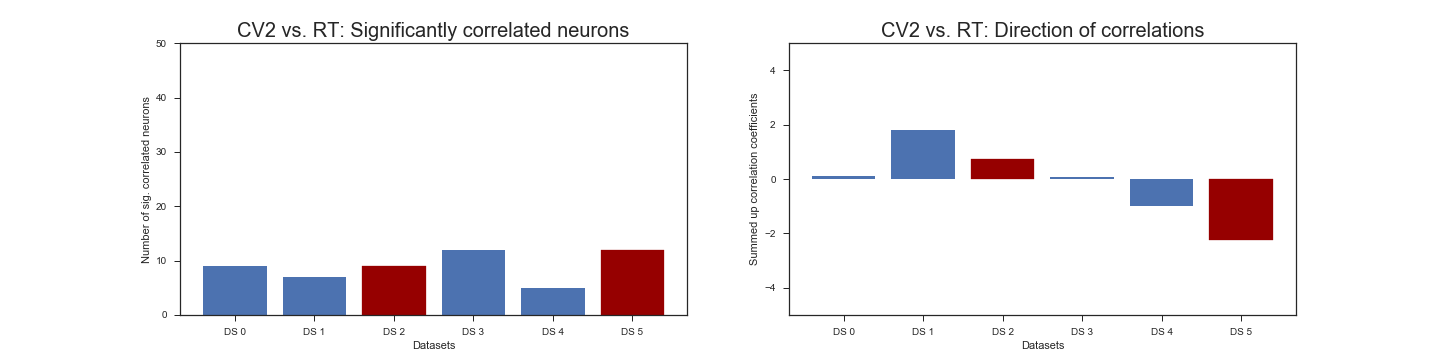 CV2 vs. RT: Significantly correlated neurons
50
40
30
20
10
0
Number of sig. correlated neurons
DS 0 DS 1 DS 2 DS 3 DS 4 DS 5
Datasets
CV2 vs. RT: Direction of correlations
4
2
0
−2
−4
Summed up correlation coefficients
DS 0 DS 1 DS 2 DS 3 DS 4 DS 5
Datasets